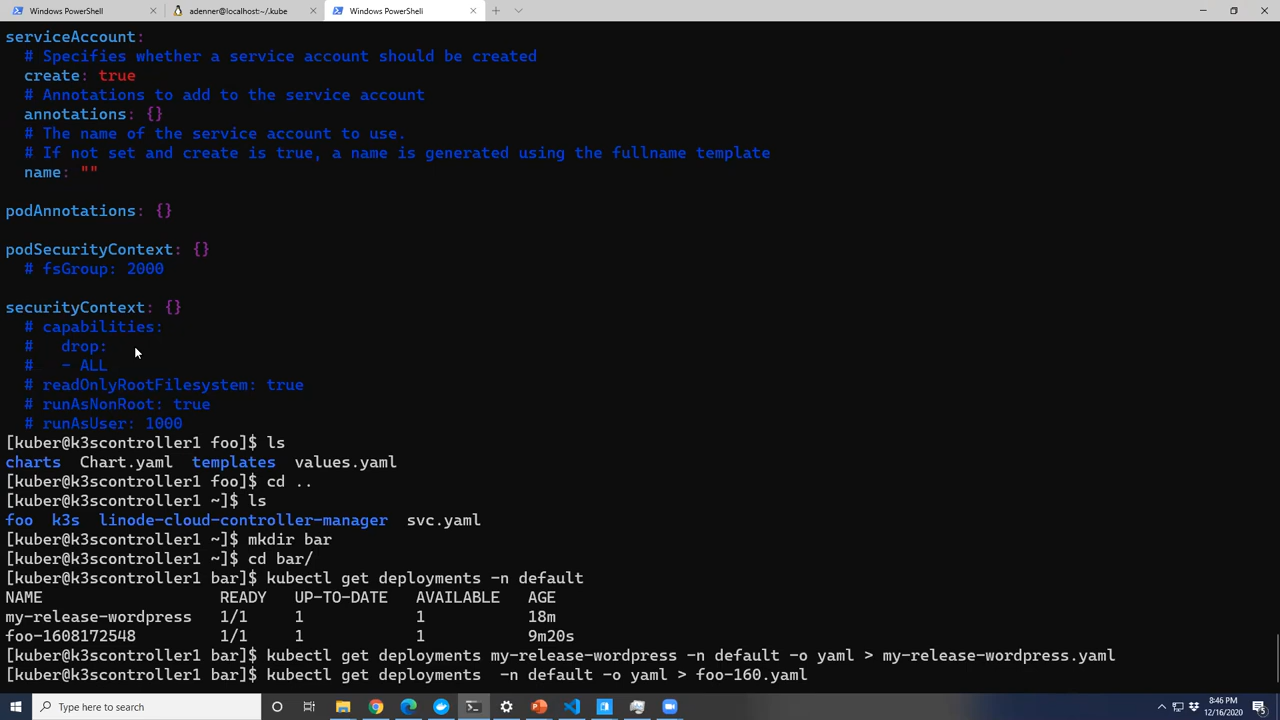 Windows PowerShell
adenner@localhost:~/.kube
Windows PowerShell
serviceAccount:
  # Specifies whether a service account should be created
  create: true
  # Annotations to add to the service account
  annotations: {}
  # The name of the service account to use.
  # If not set and create is true, a name is generated using the fullname template
  name: ""
podAnnotations: {}
podSecurityContext: {}
  # fsGroup: 2000
securityContext: {}
  # capabilities:
  #   drop:
  #   - ALL
  # readOnlyRootFilesystem: true
  # runAsNonRoot: true
  # runAsUser: 1000
[kuber@k3scontroller1 foo]$ ls
charts  Chart.yaml  templates  values.yaml
[kuber@k3scontroller1 foo]$ cd ..
[kuber@k3scontroller1 ~]$ ls
foo  k3s  linode-cloud-controller-manager  svc.yaml
[kuber@k3scontroller1 ~]$ mkdir bar
[kuber@k3scontroller1 ~]$ cd bar/
[kuber@k3scontroller1 bar]$ kubectl get deployments -n default
NAME                   READY   UP-TO-DATE   AVAILABLE   AGE
my-release-wordpress   1/1     1            1           18m
foo-1608172548         1/1     1            1           9m20s
[kuber@k3scontroller1 bar]$ kubectl get deployments my-release-wordpress -n default -o yaml > my-release-wordpress.yaml
[kuber@k3scontroller1 bar]$ kubectl get deployments  -n default -o yaml > foo-160.yaml
Type here to search
8:46 PM
12/16/2020